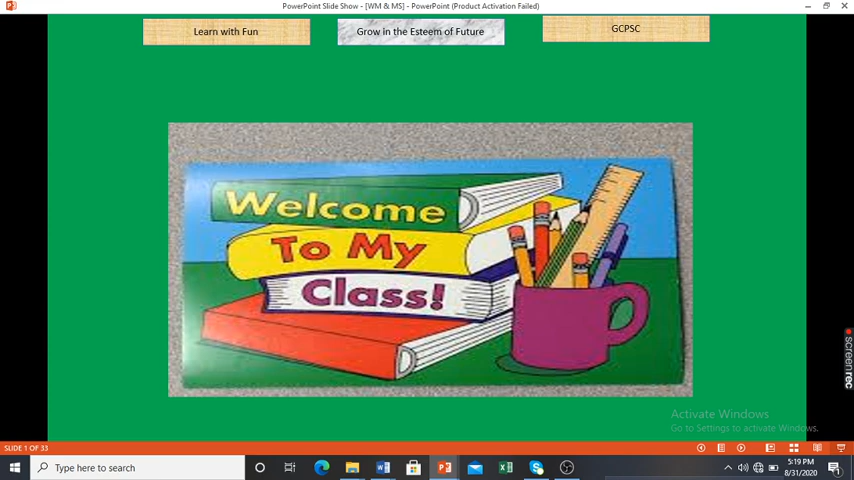 PowerPoint Slide Show - [WM & MS] - PowerPoint (Product Activation Failed)
Learn with Fun
Grow in the Esteem of Future
GCPSC
Welcome
To My
Class!
screenrec
Activate Windows
Go to Settings to activate Windows.
SLIDE 1 OF 33
Type here to search
5:19 PM
8/31/2020